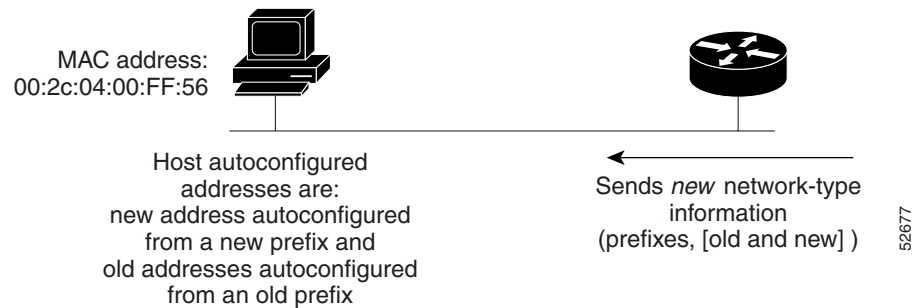 MAC address:
00:2c:04:00:FF:56
Host autoconfigured
addresses are:
new address autoconfigured
from a new prefix and
old addresses autoconfigured
from an old prefix
Sends new network-type
information
(prefixes, [old and new] )
52677